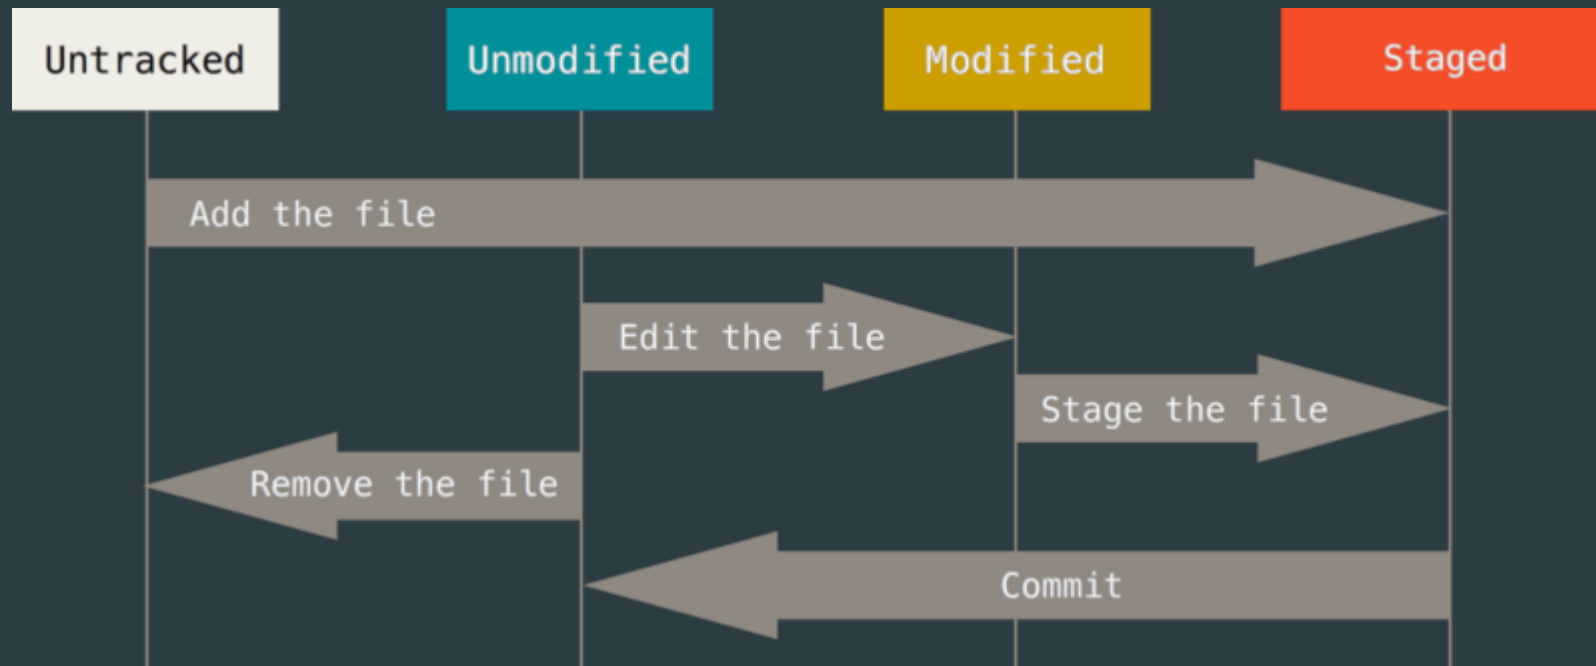 Untracked
Unmodified
Modified
Staged
Add the file
Edit the file
Stage the file
Remove the file
Commit